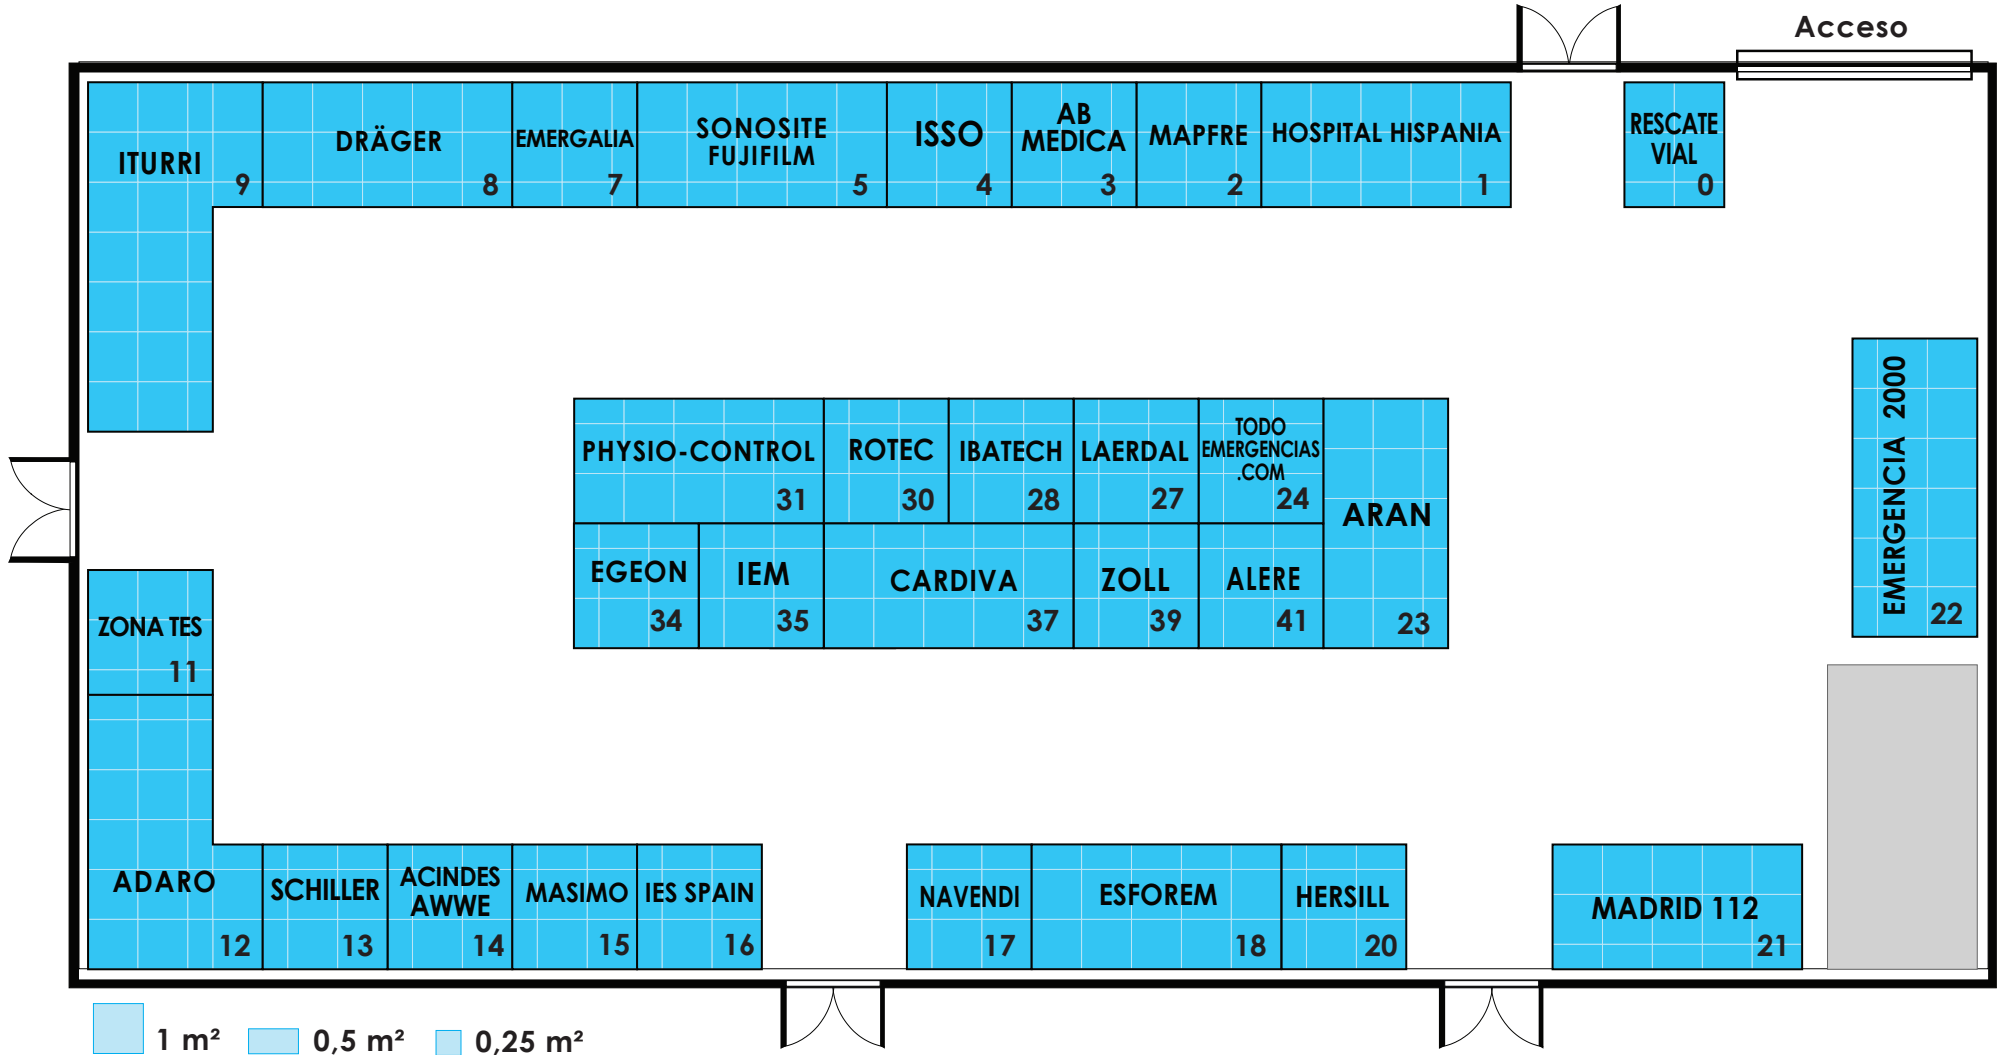 Acceso
ITURRI
9
DRÄGER
8
EMERGALIA
7
SONOSITE
FUJIFILM
5
ISSO
4
AB
MEDICA
3
MAPFRE
2
HOSPITAL HISPANIA
1
RESCATE
VIAL
0
PHYSIO-CONTROL
31
ROTEC
30
IBATECH
28
LAERDAL
27
TODO
EMERGENCIAS
.COM
24
ARAN
23
EMERGENCIA 2000
22
EGEON
34
IEM
35
CARDIVA
37
ZOLL
39
ALERE
41
ZONA TES
11
ADARO
12
SCHILLER
13
ACINDES
AWWE
14
MASIMO
15
IES SPAIN
16
NAVENDI
17
ESFOREM
18
HERSILL
20
MADRID 112
21
1 m²
0,5 m²
0,25 m²